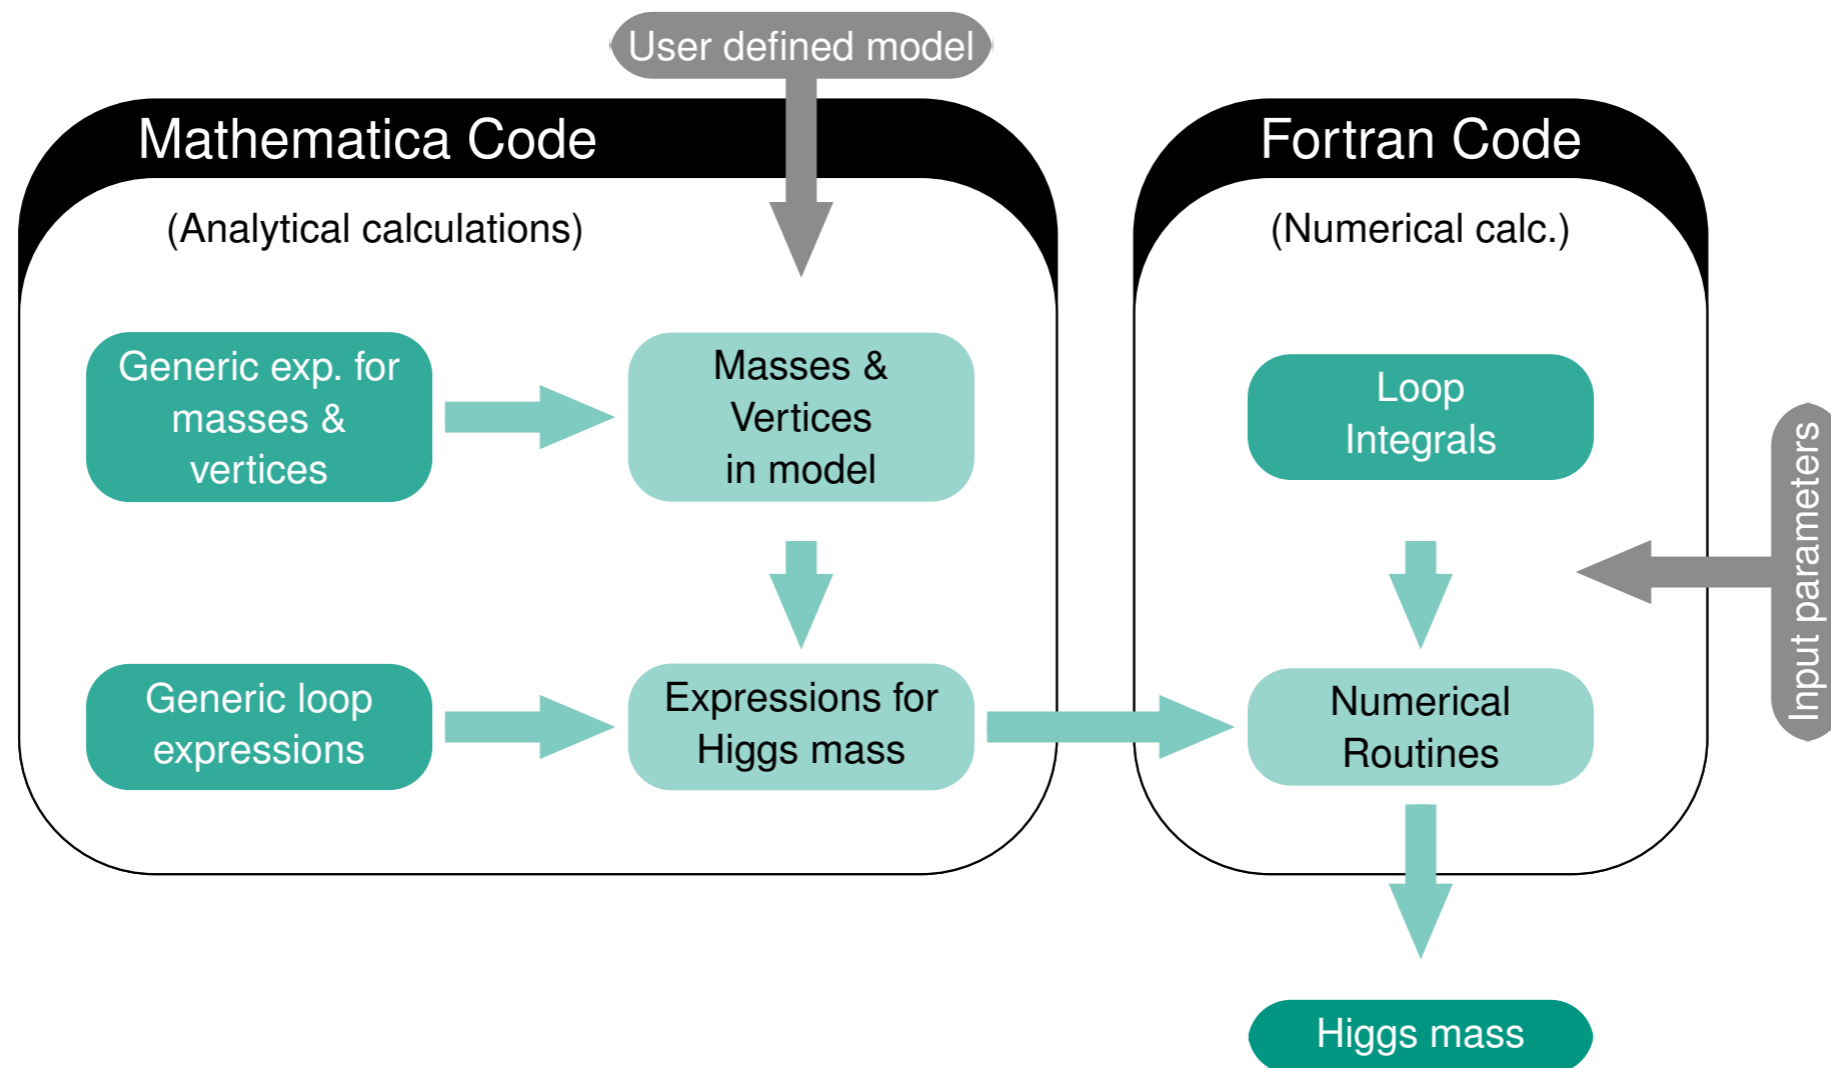 User defined model
Mathematica Code
(Analytical calculations)
Generic exp. for
masses &
vertices
Masses &
Vertices
in model
Generic loop
expressions
Expressions for
Higgs mass
Fortran Code
(Numerical calc.)
Loop
Integrals
Input parameters
Numerical
Routines
Higgs mass